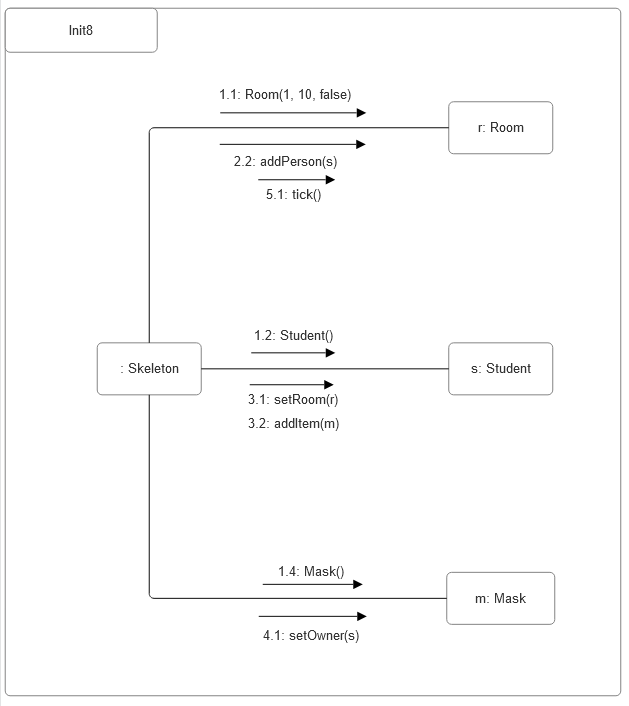 Init8
1.1: Room(1, 10, false)
r: Room
2.2: addPerson(s)
5.1: tick()
1.2: Student()
: Skeleton
s: Student
3.1: setRoom(r)
3.2: addItem(m)
1.4: Mask()
m: Mask
4.1: setOwner(s)